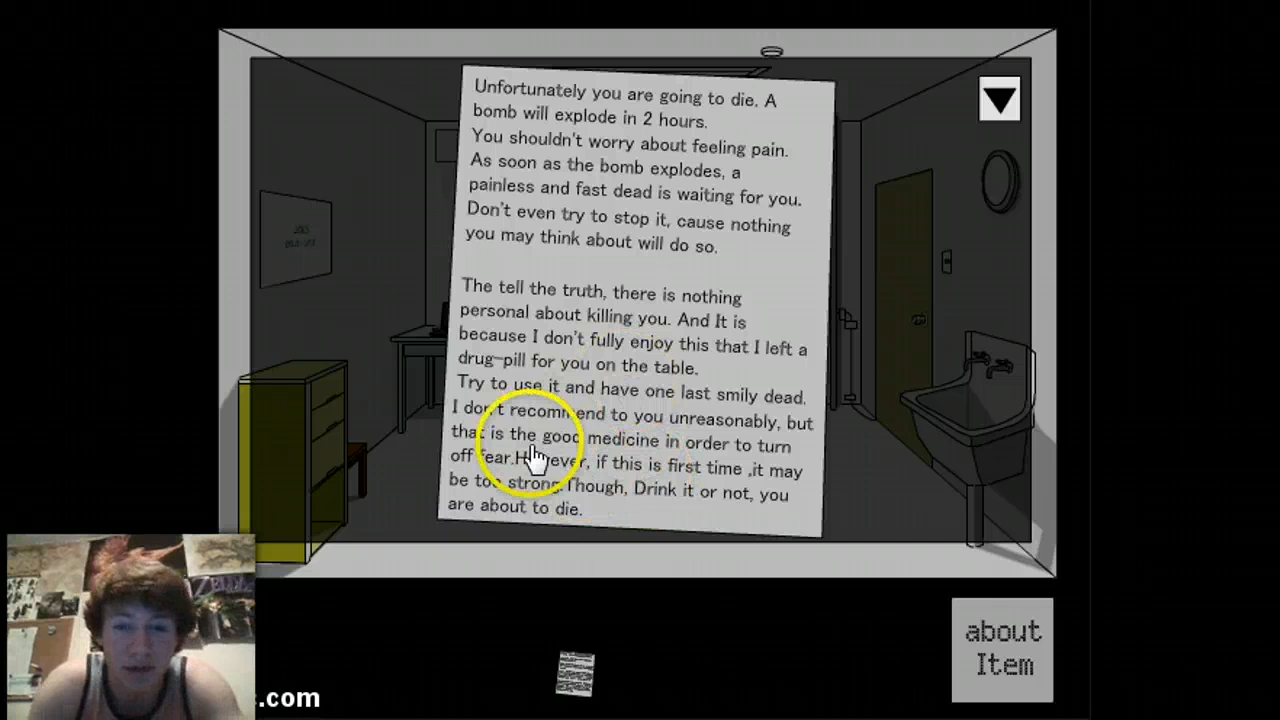 Unfortunately you are going to die. A
bomb will explode in 2 hours.
You shouldn't worry about feeling pain.
As soon as the bomb explodes, a
painless and fast dead is waiting for you.
Don't even try to stop it, cause nothing
you may think about will do so.
The tell the truth, there is nothing
personal about killing you. And It is
because I don't fully enjoy this that I left a
drug-pill for you on the table.
Try to use it and have one last smily dead.
I don't recommend to you unreasonably, but
that is the good medicine in order to turn
off fear.However, if this is first time ,it may
be too strong.Though, Drink it or not, you
are about to die.
about
Item
.com